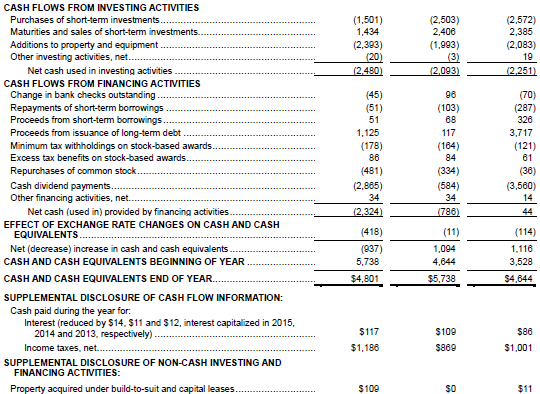 CASH FLOWS FROM INVESTING ACTIVITIES
Purchases of short-term investments (1,501) (2,503) (2,572)
Maturities and sales of short-term investments 1,434 2,406 2,385
Additions to property and equipment (2,393) (1,993) (2,083)
Other investing activities, net (20) (3) 19
Net cash used in investing activities (2,480) (2,093) (2,251)
CASH FLOWS FROM FINANCING ACTIVITIES
Change in bank checks outstanding (45) 96 (70)
Repayments of short-term borrowings (51) (103) (287)
Proceeds from short-term borrowings 51 68 326
Proceeds from issuance of long-term debt 1,125 117 3,717
Minimum tax withholdings on stock-based awards (178) (164) (121)
Excess tax benefits on stock-based awards 86 84 61
Repurchases of common stock (481) (334) (36)
Cash dividend payments (2,865) (584) (3,560)
Other financing activities, net 34 34 14
Net cash (used in) provided by financing activities (2,324) (786) 44
EFFECT OF EXCHANGE RATE CHANGES ON CASH AND CASH
EQUIVALENTS (418) (11) (114)
Net (decrease) increase in cash and cash equivalents (937) 1,094 1,116
CASH AND CASH EQUIVALENTS BEGINNING OF YEAR 5,738 4,644 3,528
CASH AND CASH EQUIVALENTS END OF YEAR $4,801 $5,738 $4,644
SUPPLEMENTAL DISCLOSURE OF CASH FLOW INFORMATION:
Cash paid during the year for:
Interest (reduced by $14, $11 and $12, interest capitalized in 2015,
2014 and 2013, respectively) $117 $109 $86
Income taxes, net $1,186 $869 $1,001
SUPPLEMENTAL DISCLOSURE OF NON-CASH INVESTING AND
FINANCING ACTIVITIES:
Property acquired under build-to-suit and capital leases $109 $0 $11